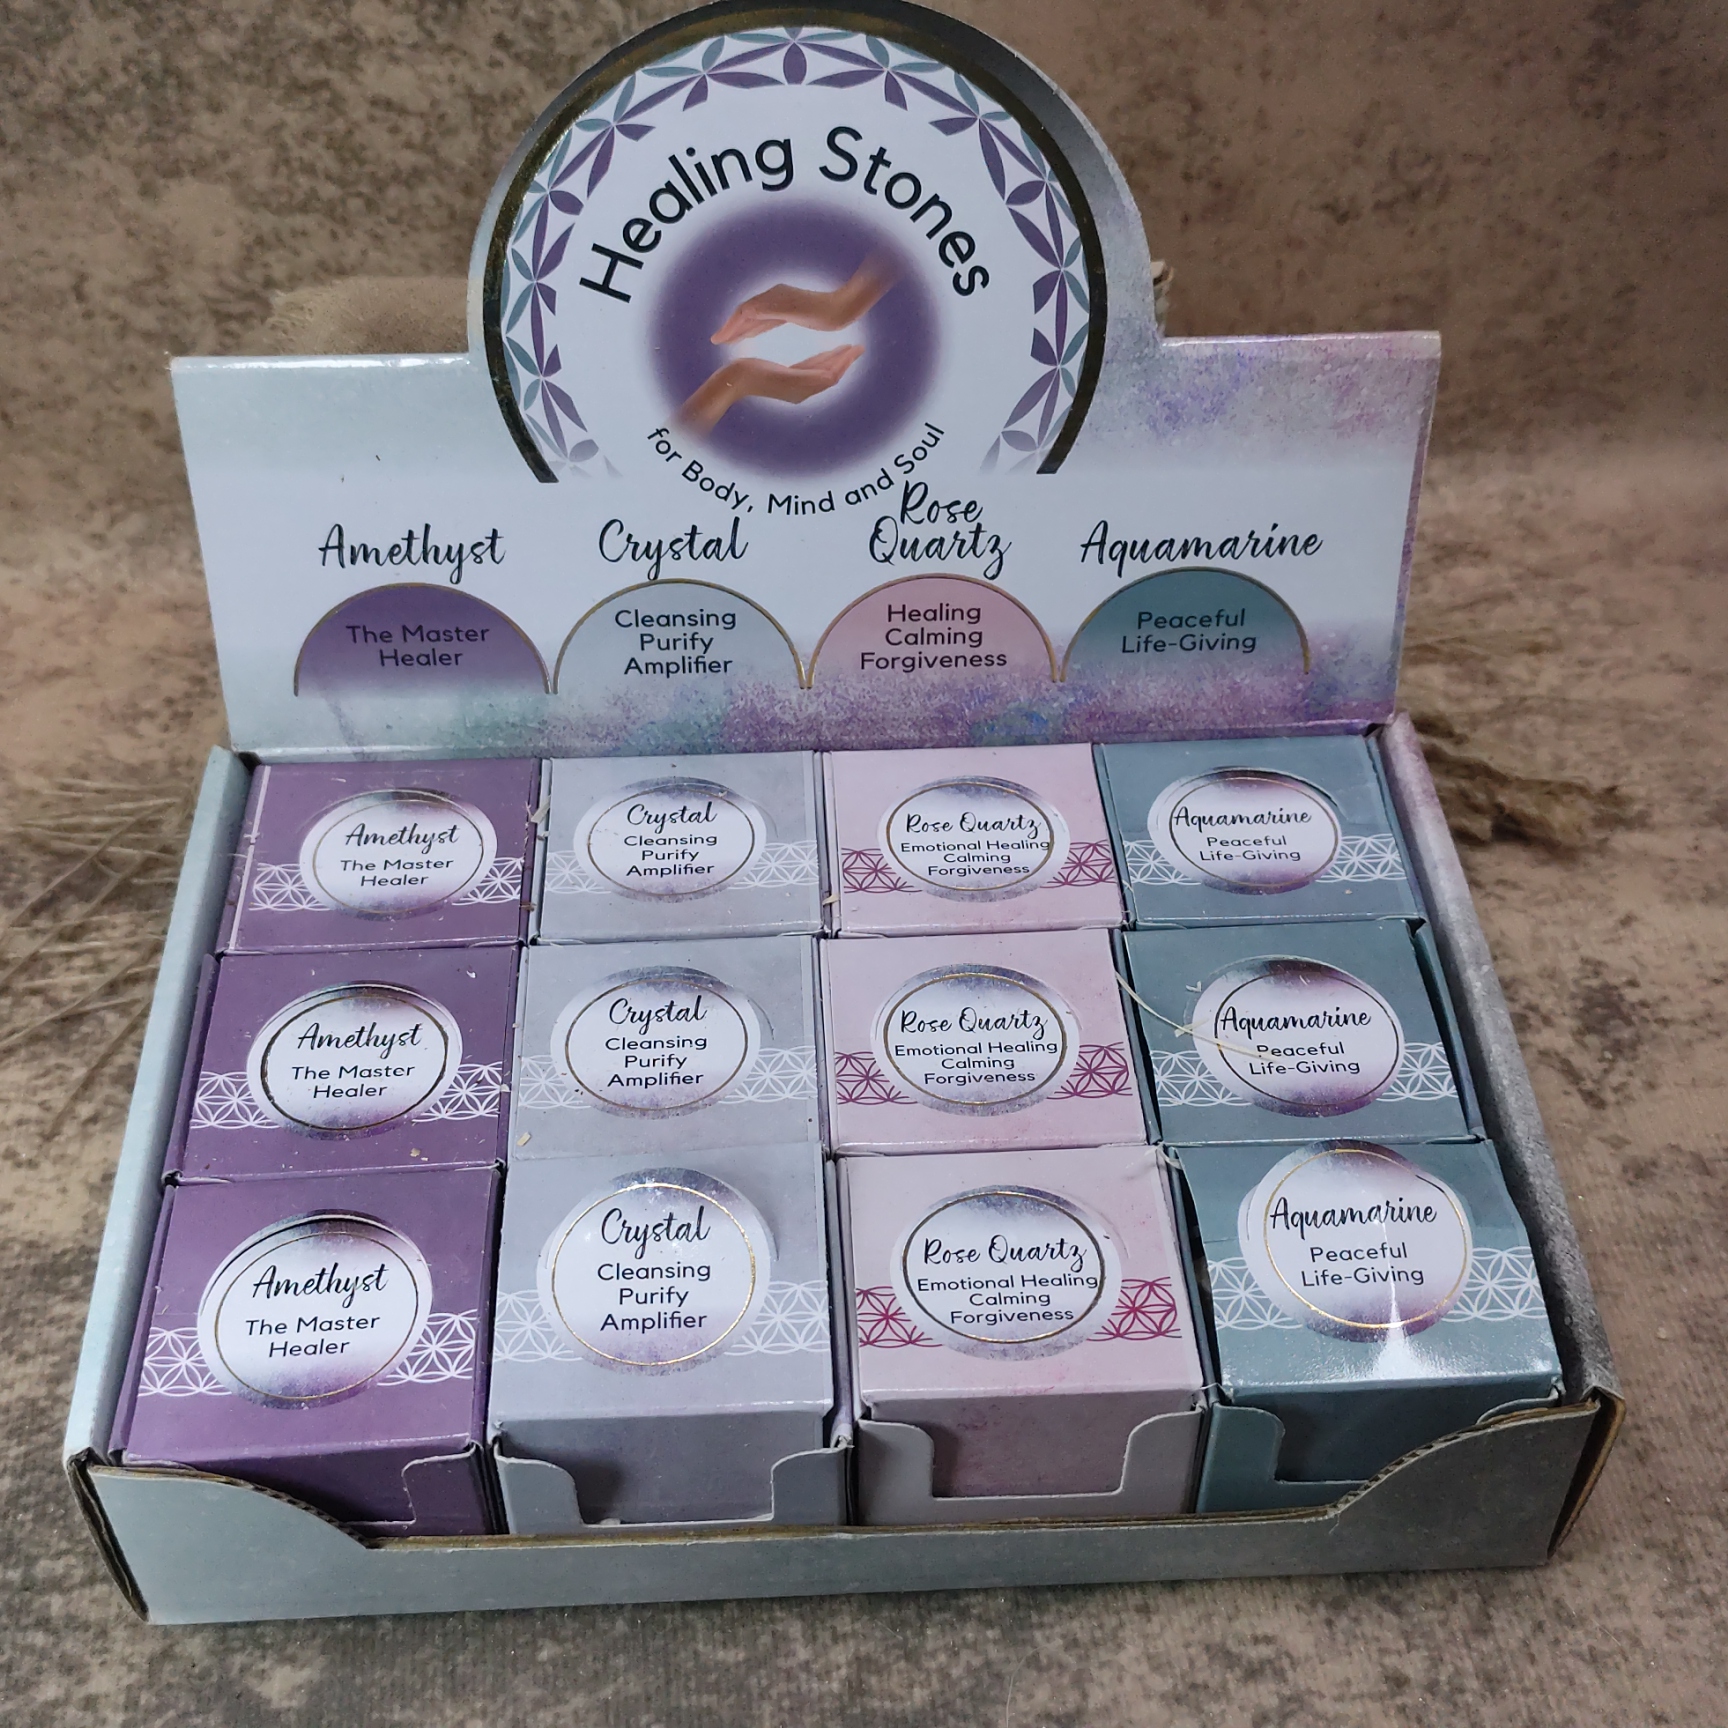 Healing Stones
for Body, Mind and Soul
Amethyst
The Master
Healer
Crystal
Cleansing
Purify
Amplifier
Rose
Quartz
Healing
Calming
Forgiveness
Aquamarine
Peaceful
Life-Giving
Amethyst
The Master
Healer
Crystal
Cleansing
Purify
Amplifier
Rose Quartz
Emotional Healing
Calming
Forgiveness
Aquamarine
Peaceful
Life-Giving
Amethyst
The Master
Healer
Crystal
Cleansing
Purify
Amplifier
Rose Quartz
Emotional Healing
Calming
Forgiveness
Aquamarine
Peaceful
Life-Giving
Amethyst
The Master
Healer
Crystal
Cleansing
Purify
Amplifier
Rose Quartz
Emotional Healing
Calming
Forgiveness
Aquamarine
Peaceful
Life-Giving